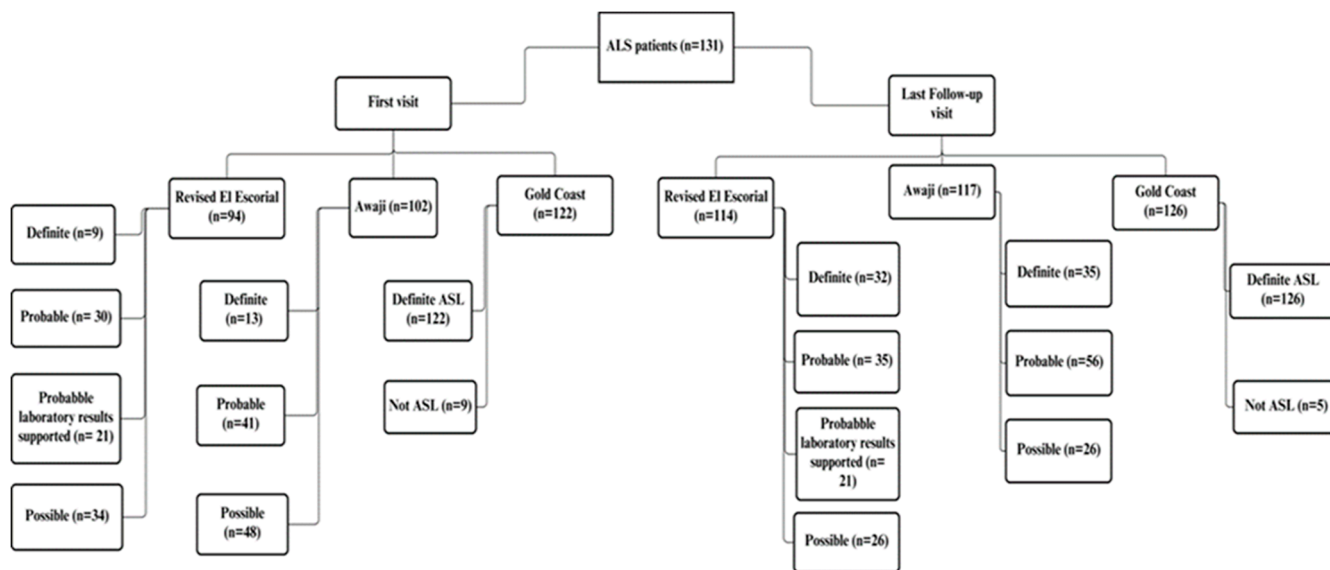 ALS patients (n=131)
First visit
Last Follow-up
visit
Revised El Escorial
(n=94)
Awaji (n=102)
Gold Coast
(n=122)
Revised El Escorial
(n=114)
Awaji (n=117)
Gold Coast
(n=126)
Definite (n=9)
Probable (n= 30)
Probabble
laboratory results
supported (n= 21)
Possible (n=34)
Definite
(n=13)
Probable
(n=41)
Possible
(n=48)
Definite ASL
(n=122)
Not ASL (n=9)
Definite (n=32)
Probable (n= 35)
Probabble
laboratory results
supported (n=
21)
Possible (n=26)
Definite (n=35)
Probable (n=56)
Possible (n=26)
Definite ASL
(n=126)
Not ASL (n=5)